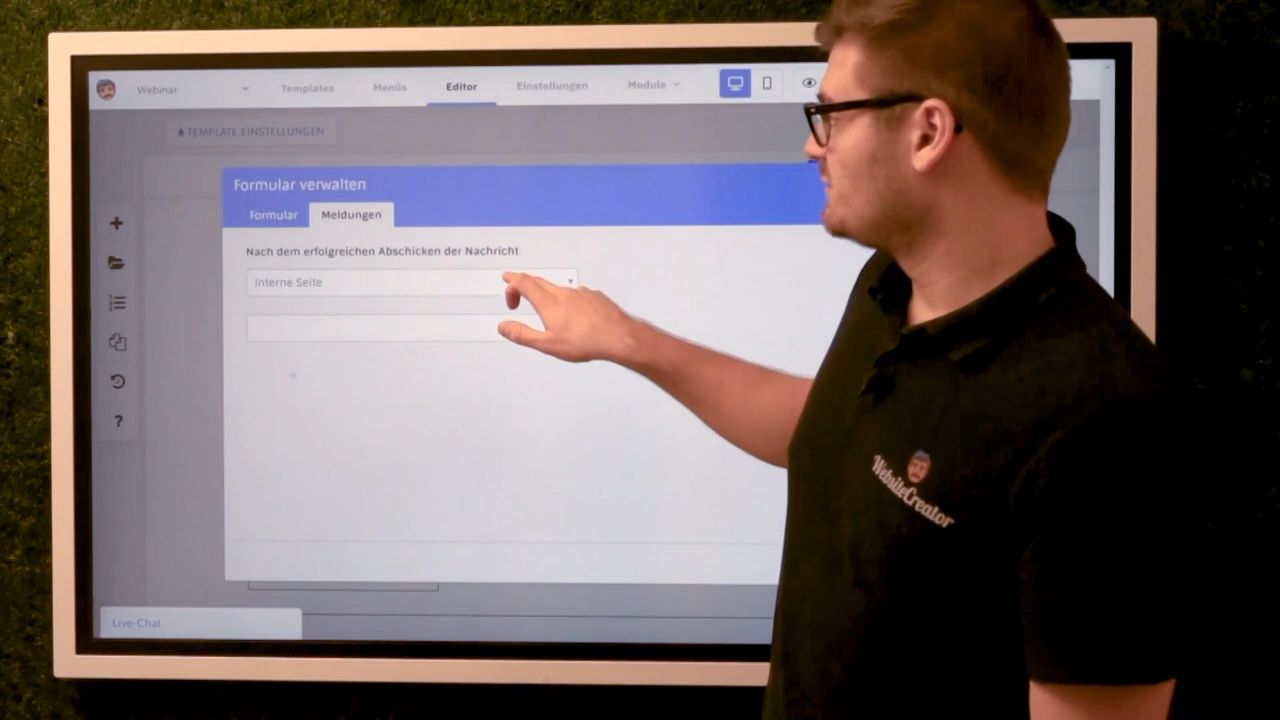 Webinar
Templates
Menüs
Editor
Einstellungen
Module
TEMPLATE EINSTELLUNGEN
Formular verwalten
Formular
Meldungen
Nach dem erfolgreichen Abschicken der Nachricht
Interne Seite
?
Live-Chat
WebsiteCreator